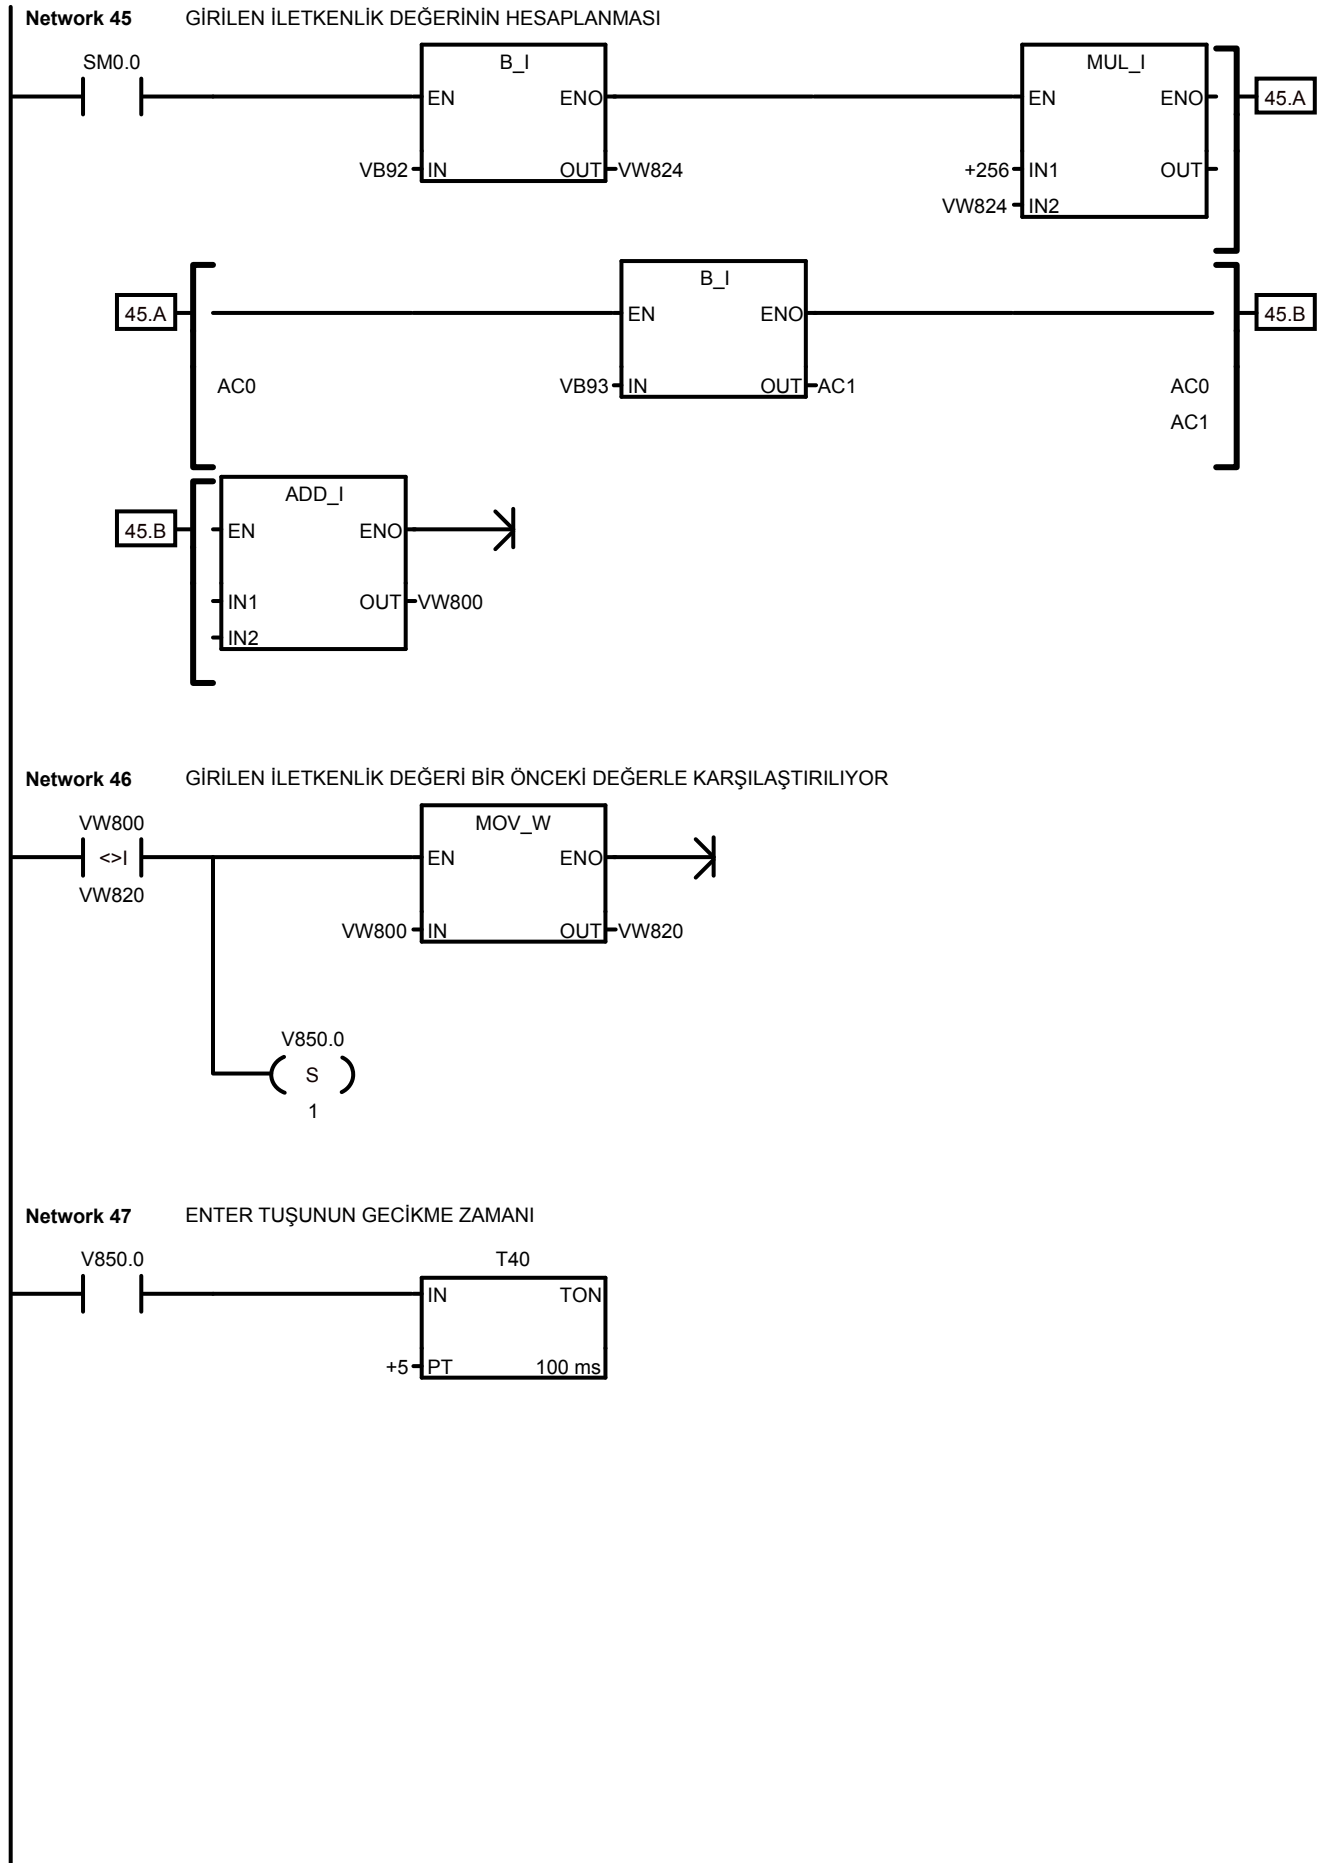 Network 45 GİRİLEN İLETKENLİK DEĞERİNİN HESAPLANMASI
SM0.0
B_I
MUL_I
EN ENO
EN ENO
45.A
VB92 IN OUT VW824
+256 IN1 OUT
VW824 IN2
B_I
45.A
EN ENO
45.B
AC0
VB93 IN OUT AC1
AC0
AC1
ADD_I
45.B
EN ENO
IN1 OUT VW800
IN2
Network 46 GİRİLEN İLETKENLİK DEĞERİ BİR ÖNCEKİ DEĞERLE KARŞILAŞTIRILIYOR
VW800
MOV_W
<>I
EN ENO
VW820
VW800 IN OUT VW820
V850.0
S
1
Network 47 ENTER TUŞUNUN GECİKME ZAMANI
V850.0
T40
IN TON
+5 PT 100 ms